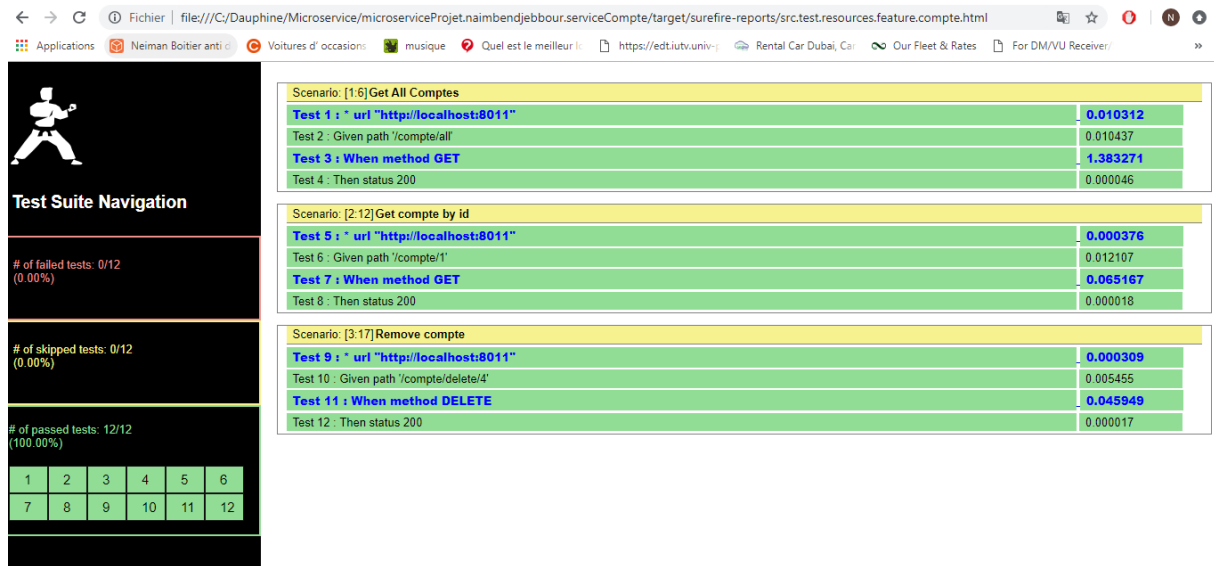 Fichier | file:///C:/Dauphine/Microservice/microserviceProjet.naimbendjebbour.serviceCompte/target/surefire-reports/src.test.resources.feature.compte.html
N
Applications Neiman Boitier anti d Voitures d' occasions musique Quel est le meilleur lo https://edt.iutv.univ-p Rental Car Dubai, Car Our Fleet & Rates For DM/VU Receiver/ »
Test Suite Navigation
# of failed tests: 0/12
(0.00%)
# of skipped tests: 0/12
(0.00%)
# of passed tests: 12/12
(100.00%)
1 2 3 4 5 6
7 8 9 10 11 12
Scenario: [1:6] Get All Comptes
Test 1 : * url "http://localhost:8011" 0.010312
Test 2 : Given path '/compte/all' 0.010437
Test 3 : When method GET 1.383271
Test 4 : Then status 200 0.000046
Scenario: [2:12] Get compte by id
Test 5 : * url "http://localhost:8011" 0.000376
Test 6 : Given path '/compte/1' 0.012107
Test 7 : When method GET 0.065167
Test 8 : Then status 200 0.000018
Scenario: [3:17] Remove compte
Test 9 : * url "http://localhost:8011" 0.000309
Test 10 : Given path '/compte/delete/4' 0.005455
Test 11 : When method DELETE 0.045949
Test 12 : Then status 200 0.000017